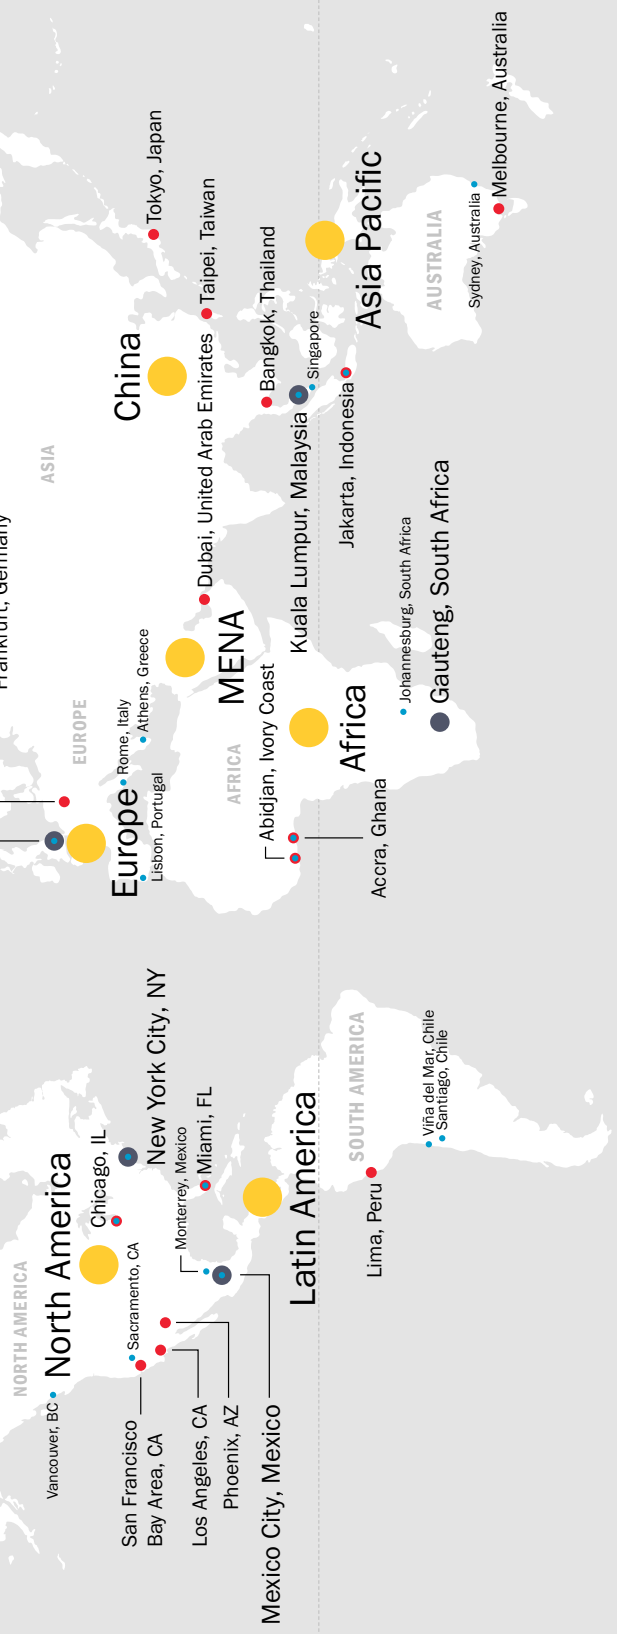 NORTH AMERICA
North America
Vancouver, BC
Chicago, IL
Sacramento, CA
New York City, NY
San Francisco
Bay Area, CA
Monterrey, Mexico
Miami, FL
Los Angeles, CA
Phoenix, AZ
Mexico City, Mexico
Latin America
SOUTH AMERICA
Lima, Peru
Viña del Mar, Chile
Santiago, Chile
Frankfurt, Germany
EUROPE
Europe
Rome, Italy
Athens, Greece
Lisbon, Portugal
MENA
Dubai, United Arab Emirates
AFRICA
Abidjan, Ivory Coast
Africa
Accra, Ghana
Johannesburg, South Africa
Gauteng, South Africa
ASIA
China
Tokyo, Japan
Taipei, Taiwan
Bangkok, Thailand
Kuala Lumpur, Malaysia
Singapore
Jakarta, Indonesia
Asia Pacific
AUSTRALIA
Sydney, Australia
Melbourne, Australia